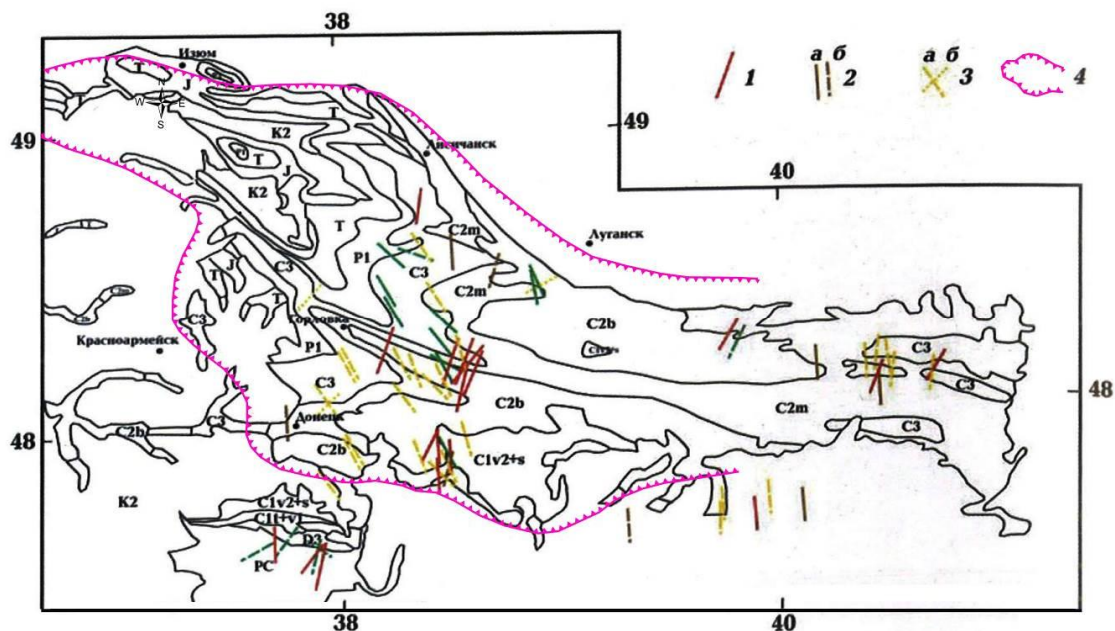 38
а б
а б
1
2
3
4
Изюм
T
J
N
W
E
S
T
T
49
K2
Лисичанск
49
T
J
40
K2
T
C2m
Луганск
P1
C3
C3
J
T
C2m
T
Горловка
C2b
C3
Красноармейск
P1
C3
C3
C3
48
C2b
C2m
C3
Донецк
C3
C2b
48
C2b
C1v2+s
K2
C1v2+s
C1t+v1
D3
PC
38
40